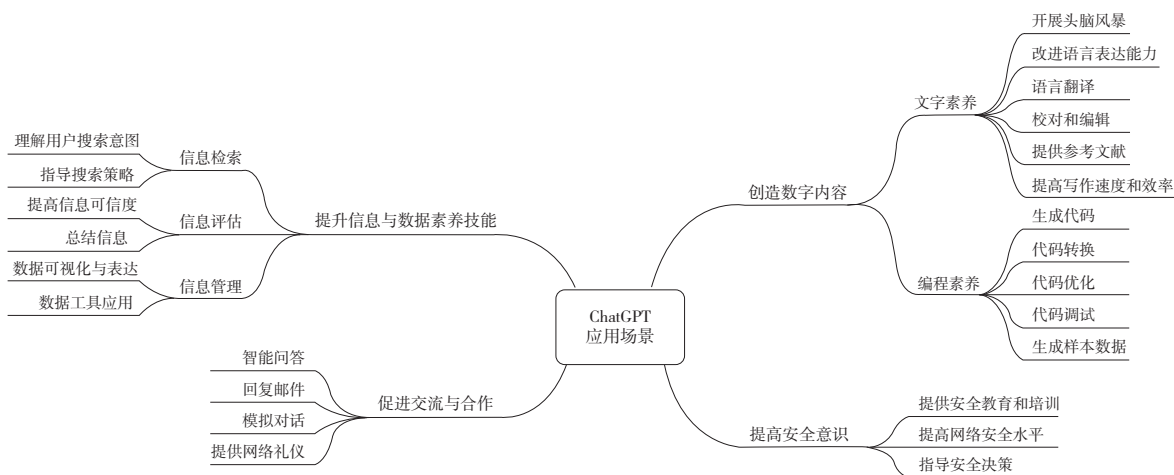 ChatGPT
应用场景
提升信息与数据素养技能
信息检索
理解用户搜索意图
指导搜索策略
信息评估
提高信息可信度
总结信息
信息管理
数据可视化与表达
数据工具应用
促进交流与合作
智能问答
回复邮件
模拟对话
提供网络礼仪
创造数字内容
文字素养
开展头脑风暴
改进语言表达能力
语言翻译
校对和编辑
提供参考文献
提高写作速度和效率
编程素养
生成代码
代码转换
代码优化
代码调试
生成样本数据
提高安全意识
提供安全教育和培训
提高网络安全水平
指导安全决策